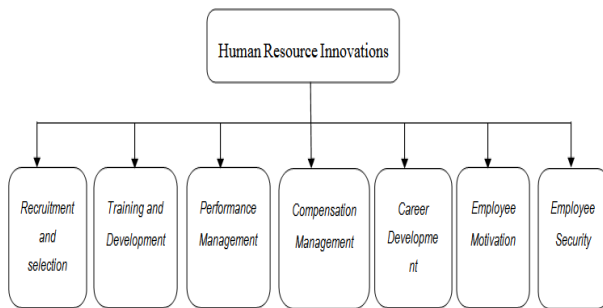 Human Resource Innovations
Recruitment
and
selection
Training and
Development
Performance
Management
Compensation
Management
Career
Developme
nt
Employee
Motivation
Employee
Security